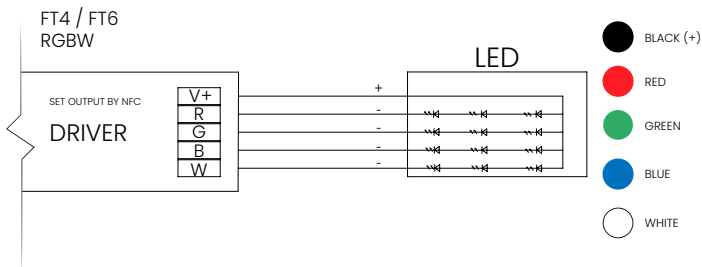 FT4 / FT6
RGBW
SET OUTPUT BY NFC
DRIVER
V+
R
G
B
W
+
-
-
-
-
LED
BLACK (+)
RED
GREEN
BLUE
WHITE